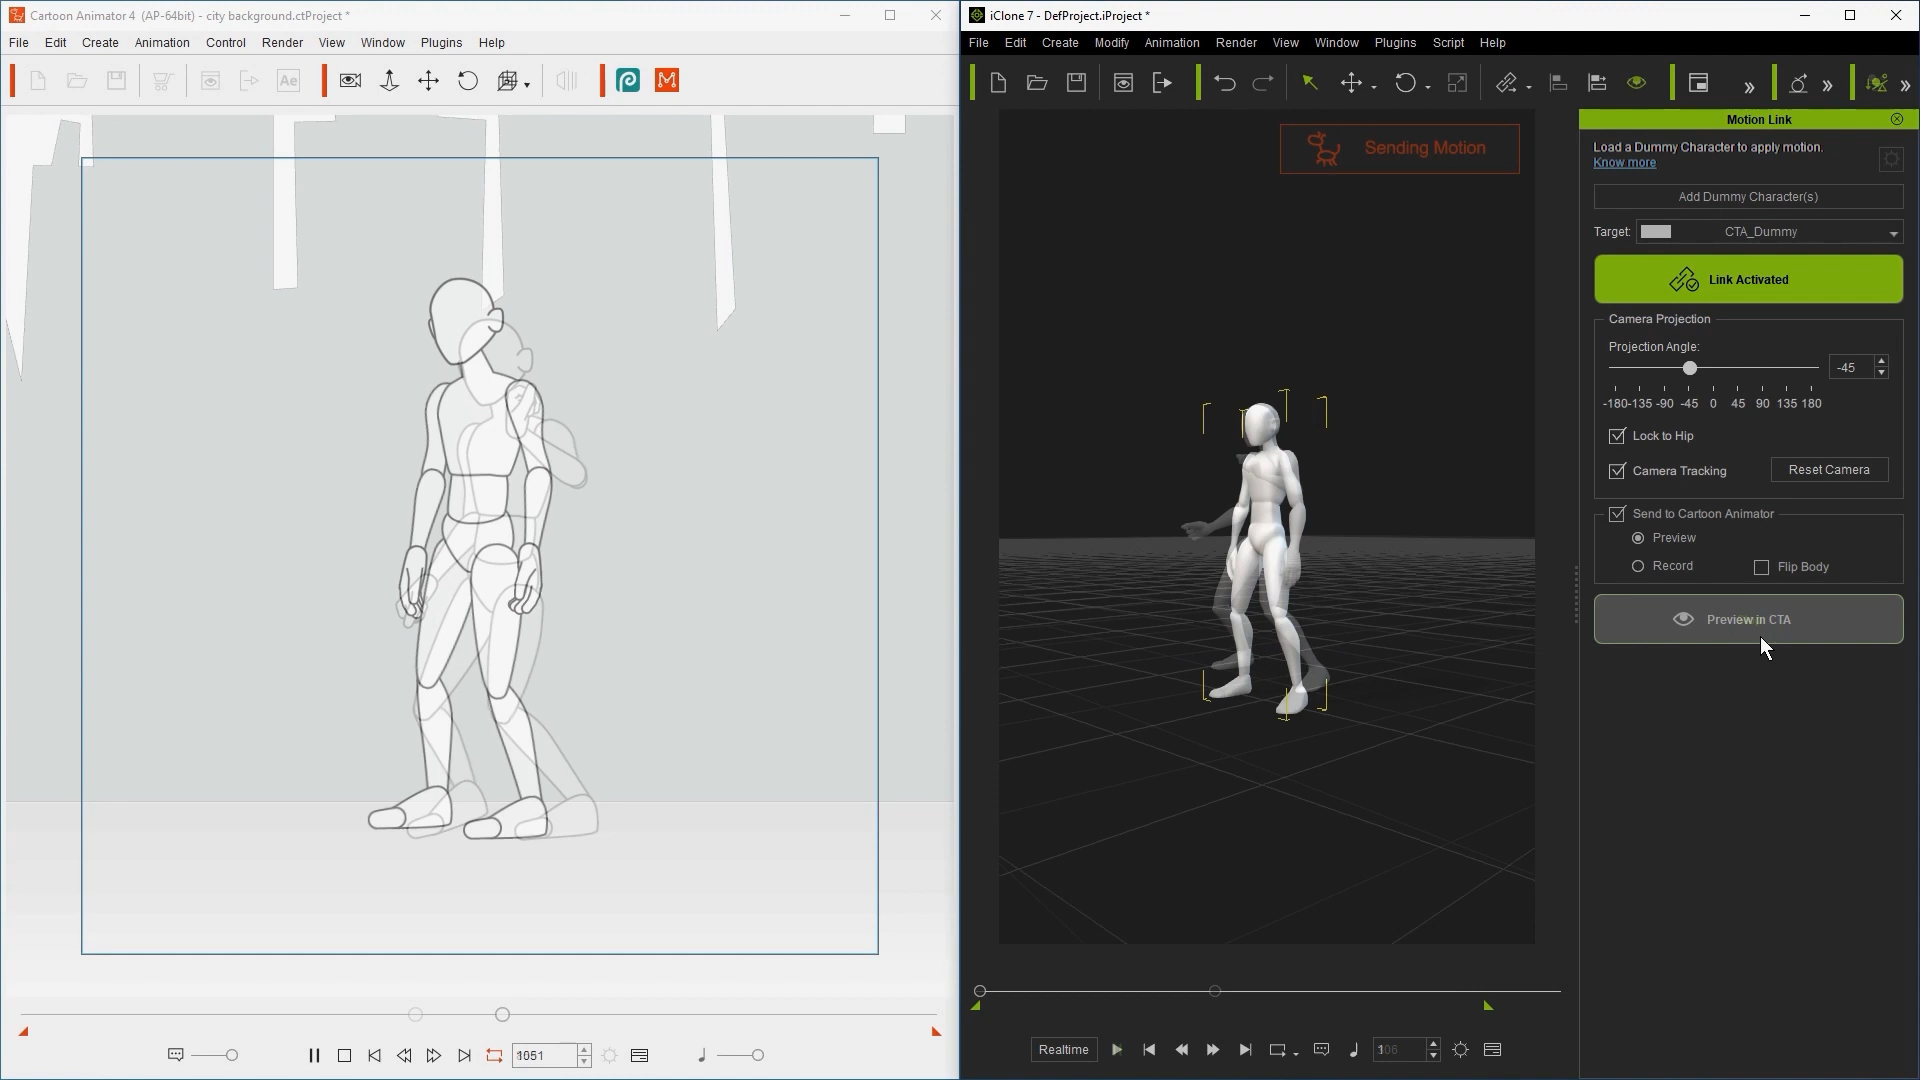 Cartoon Animator 4 (AP-64bit) - city background.ctProject *
File Edit Create Animation Control Render View Window Plugins Help
Ae
1051
iClone 7 - DefProject.iProject *
File Edit Create Modify Animation Render View Window Plugins Script Help
Sending Motion
Realtime
Motion Link
Load a Dummy Character to apply motion.
Know more
Add Dummy Character(s)
Target: CTA_Dummy
Link Activated
Camera Projection
Projection Angle:
-45
-180 -135 -90 -45 0 45 90 135 180
Lock to Hip
Camera Tracking Reset Camera
Send to Cartoon Animator
Preview
Record Flip Body
Preview in CTA